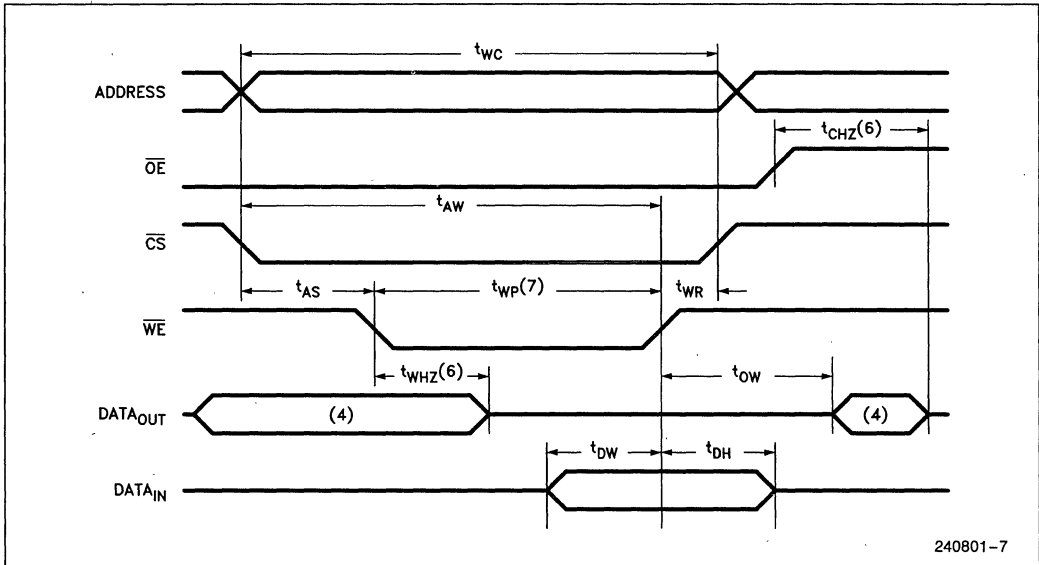 tWC
ADDRESS
tCHZ(6)
OE
tAW
CS
tAS
tWP(7)
tWR
WE
tWHZ(6)
tOW
DATAOUT
(4)
(4)
tDW
tDH
DATAIN
240801-7